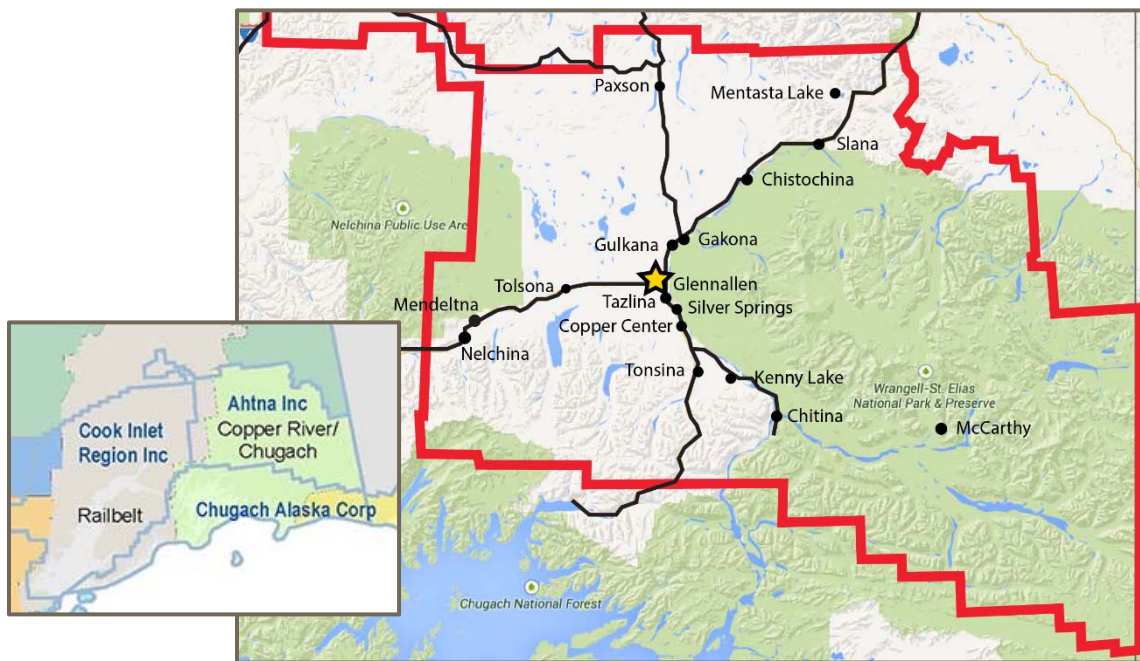 Paxson
Mentasta Lake
Slana
Chistochina
Nelchina Public Use Area
Gulkana
Gakona
Glennallen
Tolsona
Tazlina
Silver Springs
Mendeltna
Copper Center
Nelchina
Tonsina
Kenny Lake
Wrangell-St. Elias
National Park & Preserve
Chitina
McCarthy
Chugach National Forest
Ahtna Inc
Copper River/
Chugach
Cook Inlet
Region Inc
Chugach Alaska Corp
Railbelt